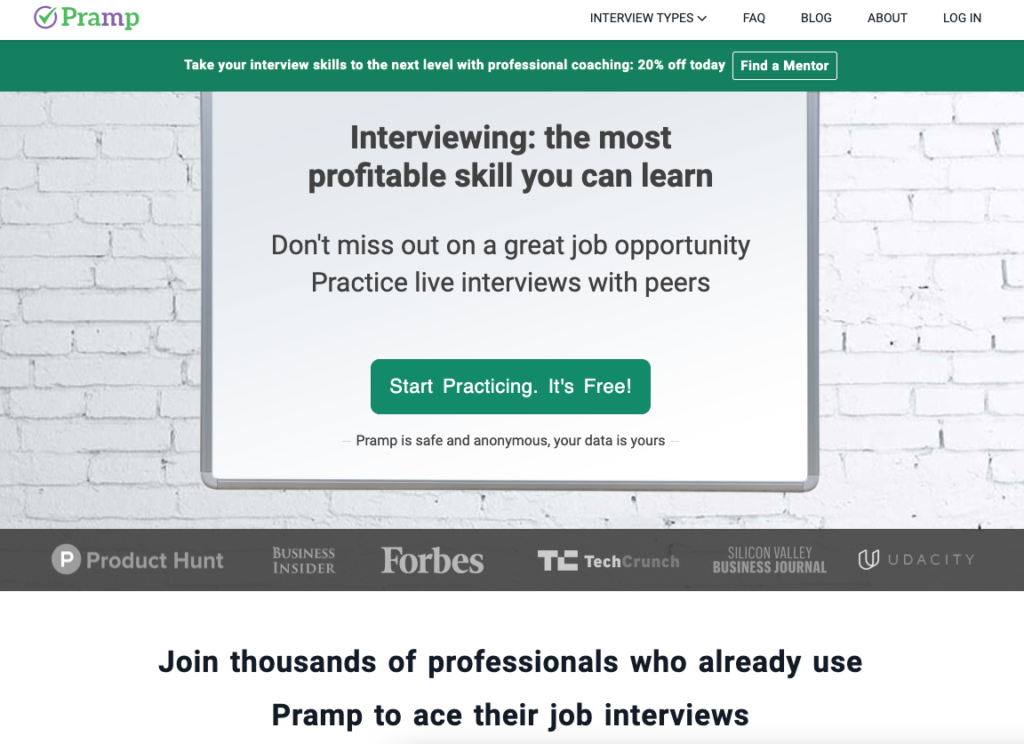 Pramp
INTERVIEW TYPES
FAQ
BLOG
ABOUT
LOG IN
Take your interview skills to the next level with professional coaching: 20% off today
Find a Mentor
Interviewing: the most
profitable skill you can learn
Don't miss out on a great job opportunity
Practice live interviews with peers
Start Practicing. It's Free!
Pramp is safe and anonymous, your data is yours
P Product Hunt
BUSINESS
INSIDER
Forbes
TC TechCrunch
SILICON VALLEY
BUSINESS JOURNAL
UDACITY
Join thousands of professionals who already use
Pramp to ace their job interviews